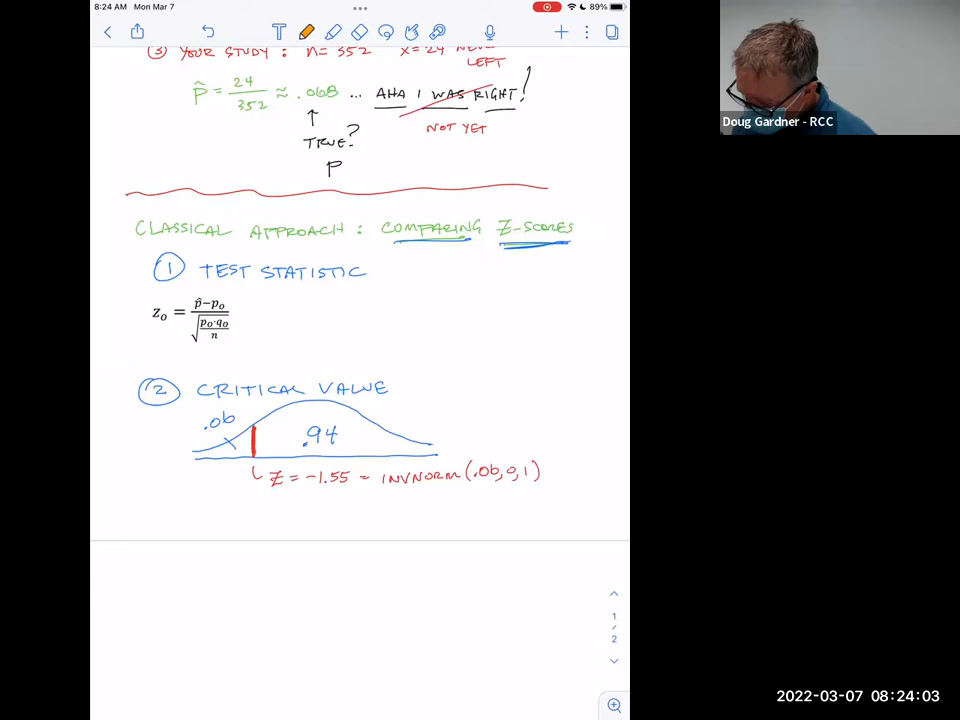 8:24 AM Mon Mar 7
89%
③ YOUR STUDY : n = 352 x = 24 NEVER
LEFT
p̂ = 24/352 ≈ .068 ... AHA I WAS RIGHT!
NOT YET
↑
TRUE?
p
CLASSICAL APPROACH : COMPARING Z-SCORES
① TEST STATISTIC
z₀ = (p̂−p₀)/√(p₀·q₀/n)
② CRITICAL VALUE
.06
.94
Z = -1.55 = INVNORM(.06,0,1)
1
/
2
Doug Gardner - RCC
2022-03-07 08:24:03